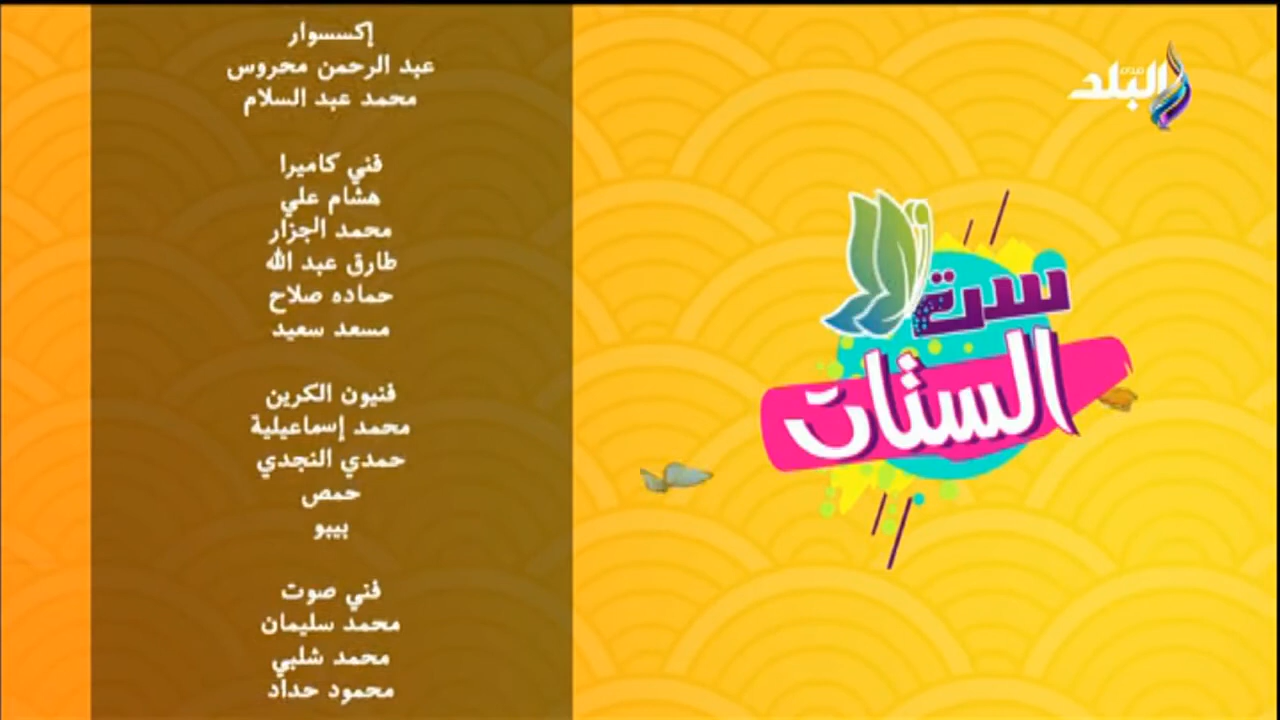 إكسسوار
عبد الرحمن محروس
محمد عبد السلام
فني كاميرا
هشام علي
محمد الجزار
طارق عبد الله
حماده صلاح
مسعد سعيد
فنيون الكرين
محمد إسماعيلية
حمدي النجدي
حمص
بيبو
فني صوت
محمد سليمان
محمد شلبي
محمود حداد
صدى البلد
ست
الستات